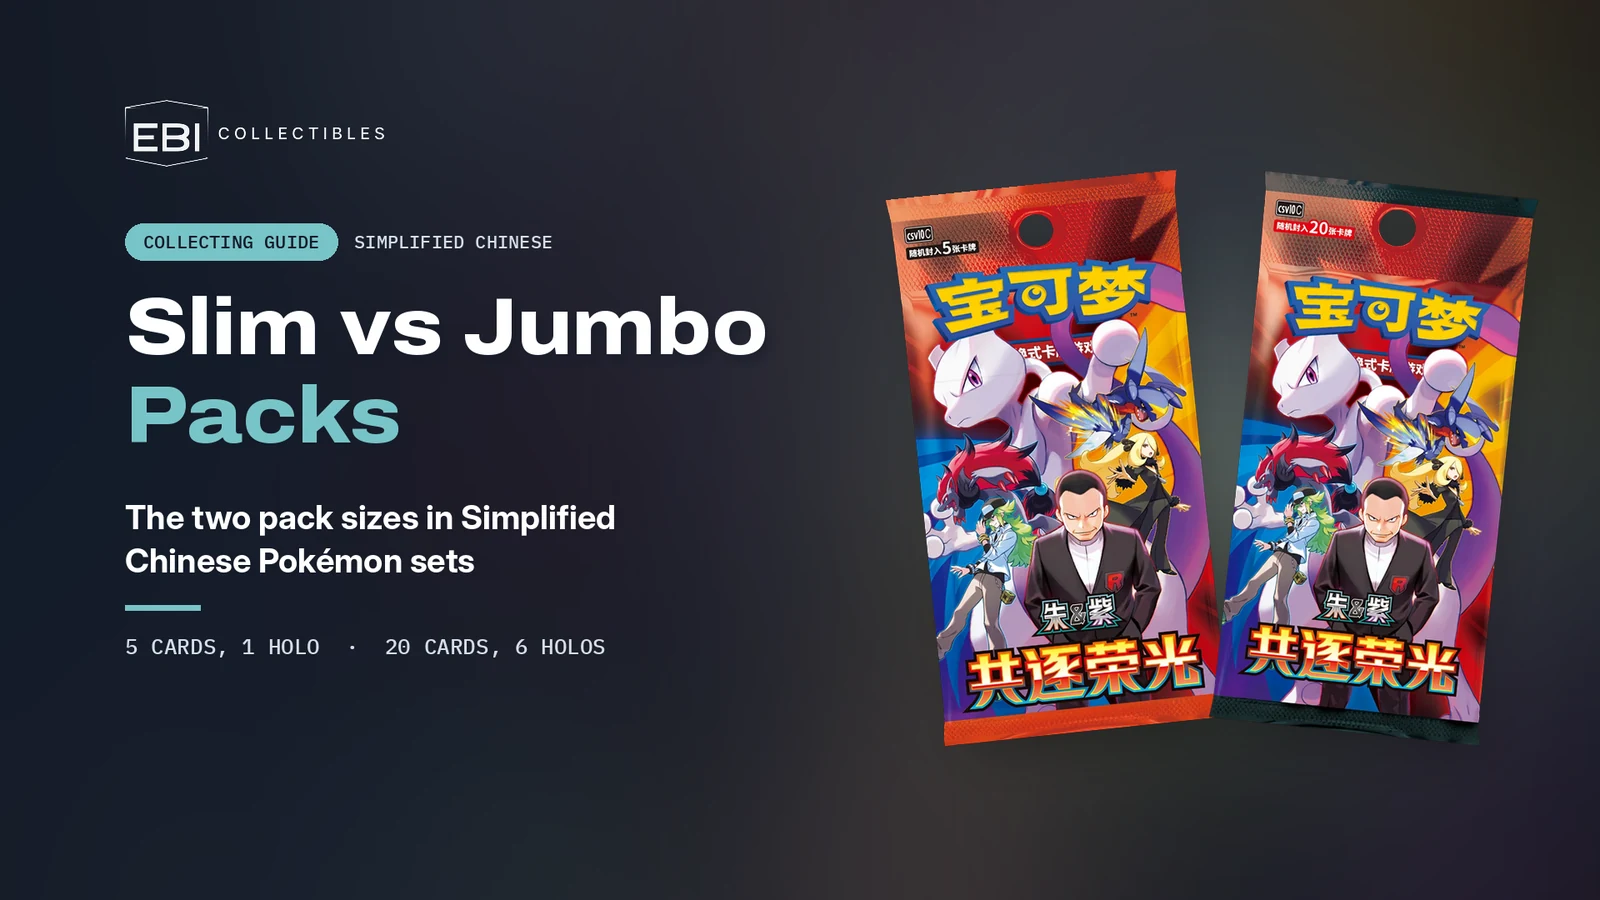 EBI COLLECTIBLES
COLLECTING GUIDE SIMPLIFIED CHINESE
Slim vs Jumbo
Packs
The two pack sizes in Simplified
Chinese Pokémon sets
5 CARDS, 1 HOLO · 20 CARDS, 6 HOLOS
csv10C
随机封入5张卡牌
宝可梦
朱&紫
共逐荣光
csv10C
随机封入20张卡牌
宝可梦
朱&紫
共逐荣光